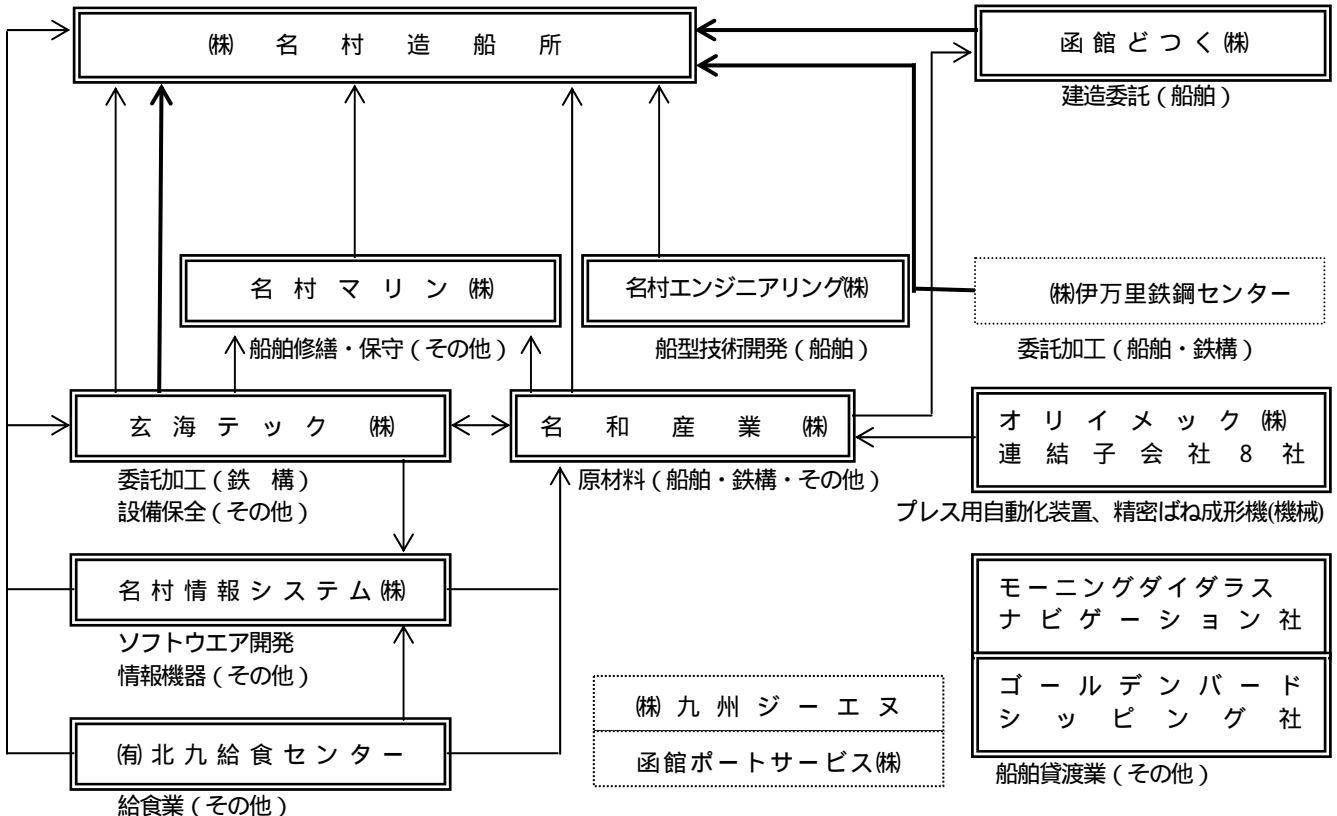 ㈱名村造船所
函館どつく㈱
建造委託（船舶）
名村マリン㈱
船舶修繕・保守（その他）
名村エンジニアリング㈱
船型技術開発（船舶）
㈱伊万里鉄鋼センター
委託加工（船舶・鉄構）
玄海テック㈱
委託加工（鉄　構）
設備保全（その他）
名和産業㈱
原材料（船舶・鉄構・その他）
オリイメック㈱
連結子会社8社
プレス用自動化装置、精密ばね成形機(機械)
名村情報システム㈱
ソフトウエア開発
情報機器（その他）
モーニングダイダラス
ナビゲーション社
ゴールデンバード
シッピング社
船舶貸渡業（その他）
㈱九州ジーエヌ
函館ポートサービス㈱
㈲北九給食センター
給食業（その他）